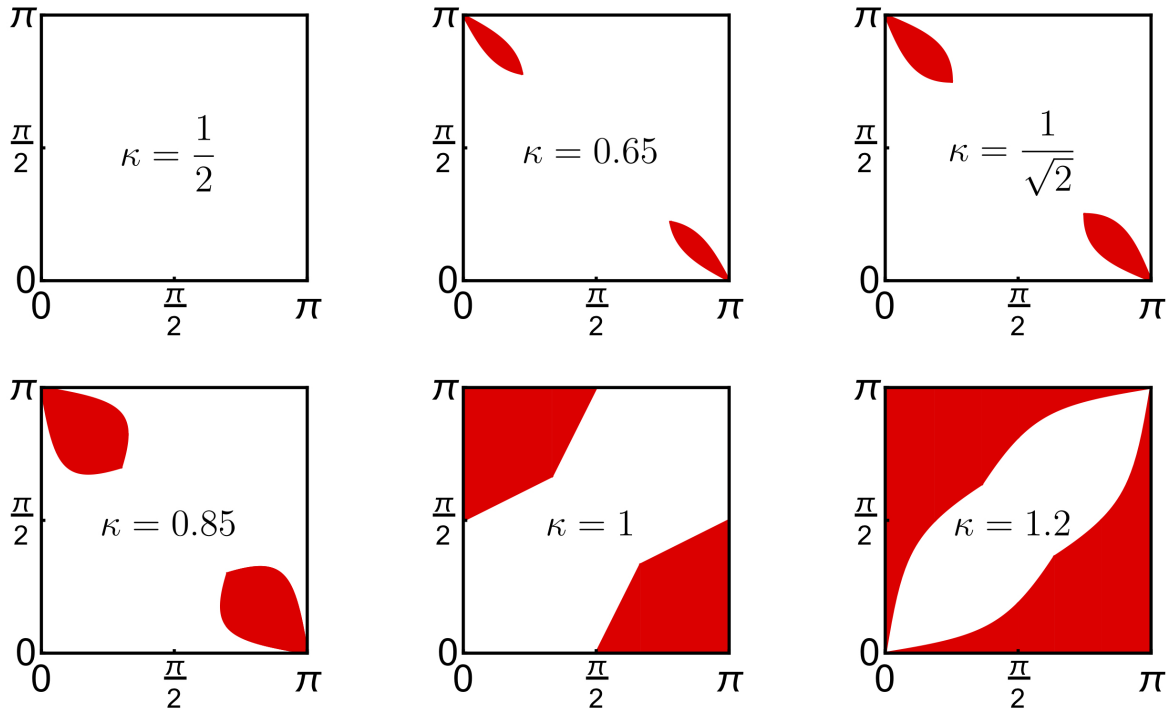 π
π/2
0
κ = 1/2
0 π/2 π
π
π/2
0
κ = 0.65
0 π/2 π
π
π/2
0
κ = 1/√2
0 π/2 π
π
π/2
0
κ = 0.85
0 π/2 π
π
π/2
0
κ = 1
0 π/2 π
π
π/2
0
κ = 1.2
0 π/2 π